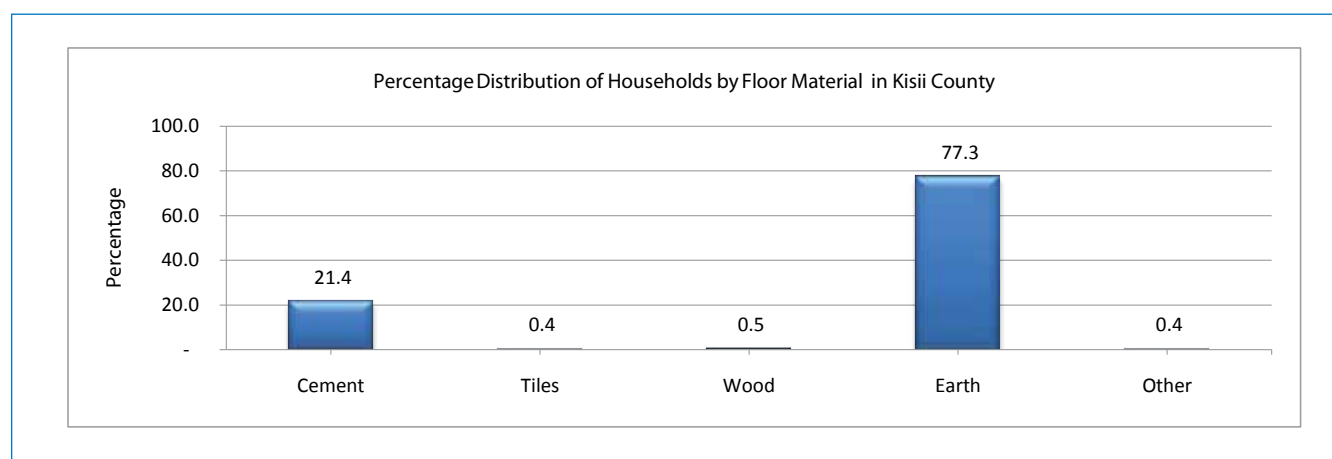 Percentage Distribution of Households by Floor Material in Kisii County
Percentage
100.0
80.0
60.0
40.0
20.0
-
21.4
0.4
0.5
77.3
0.4
Cement
Tiles
Wood
Earth
Other